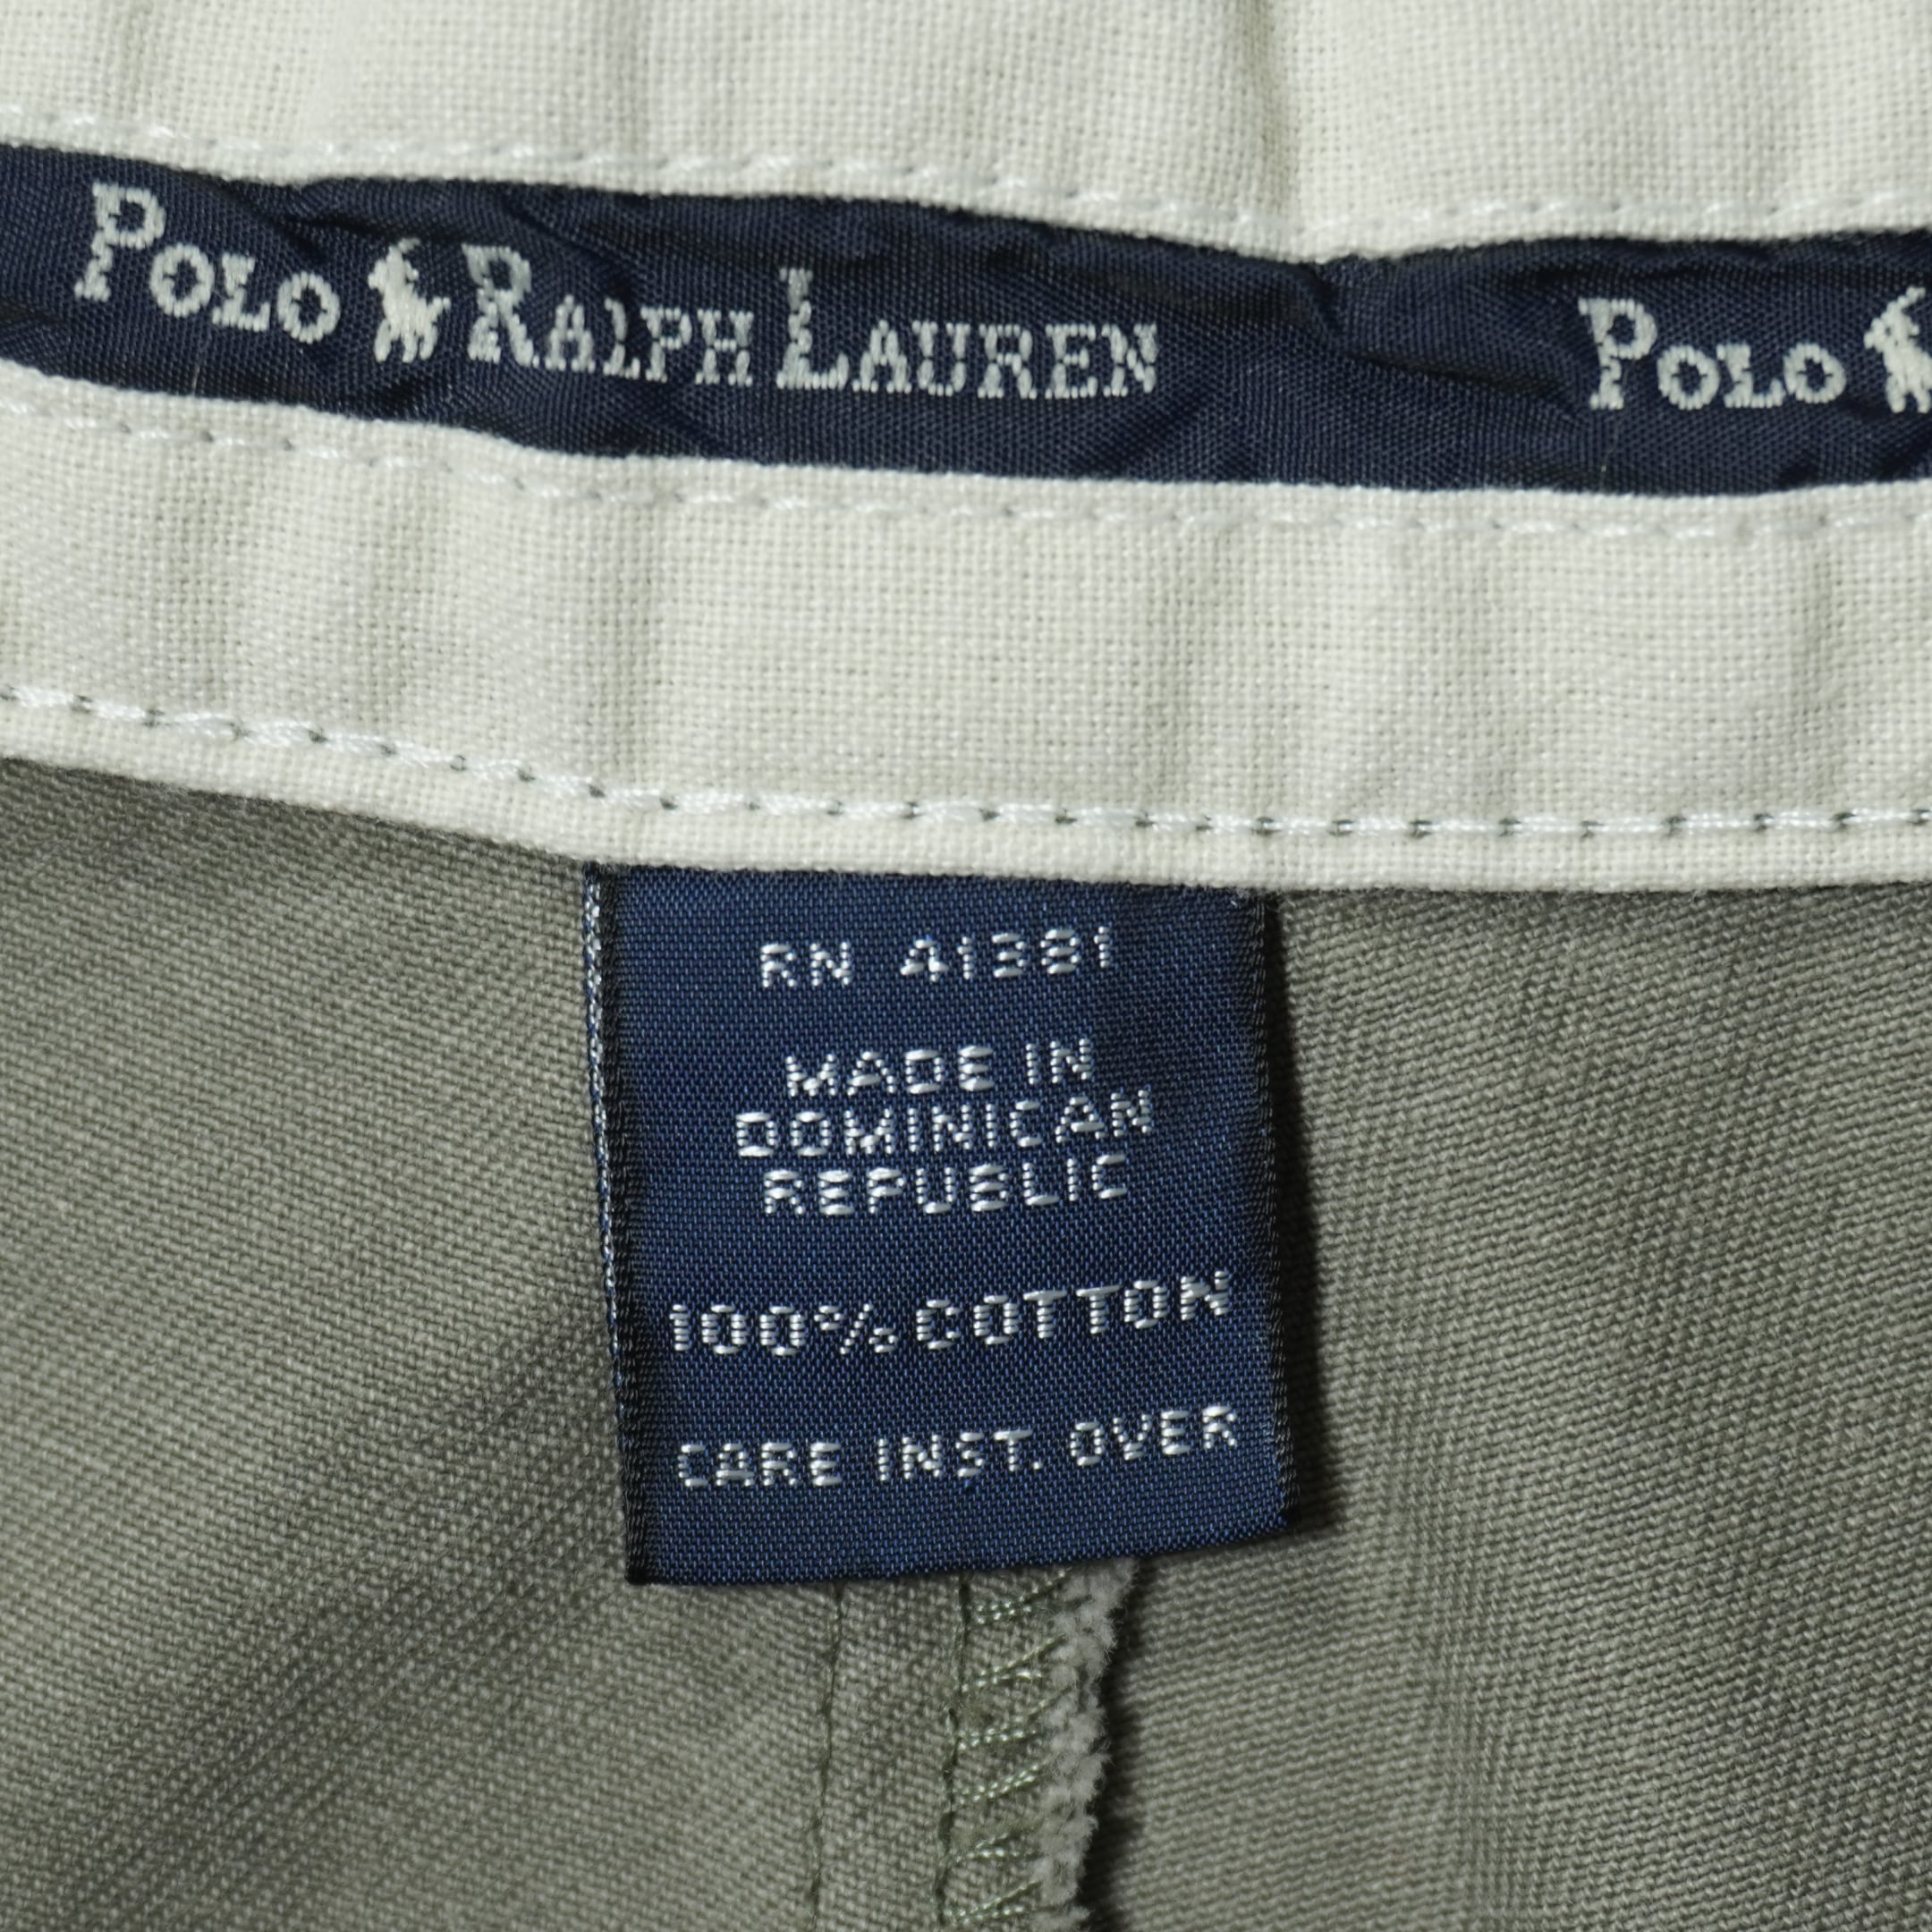 POLO RALPH LAUREN POLO
RN 41381
MADE IN
DOMINICAN
REPUBLIC
100% COTTON
CARE INST. OVER